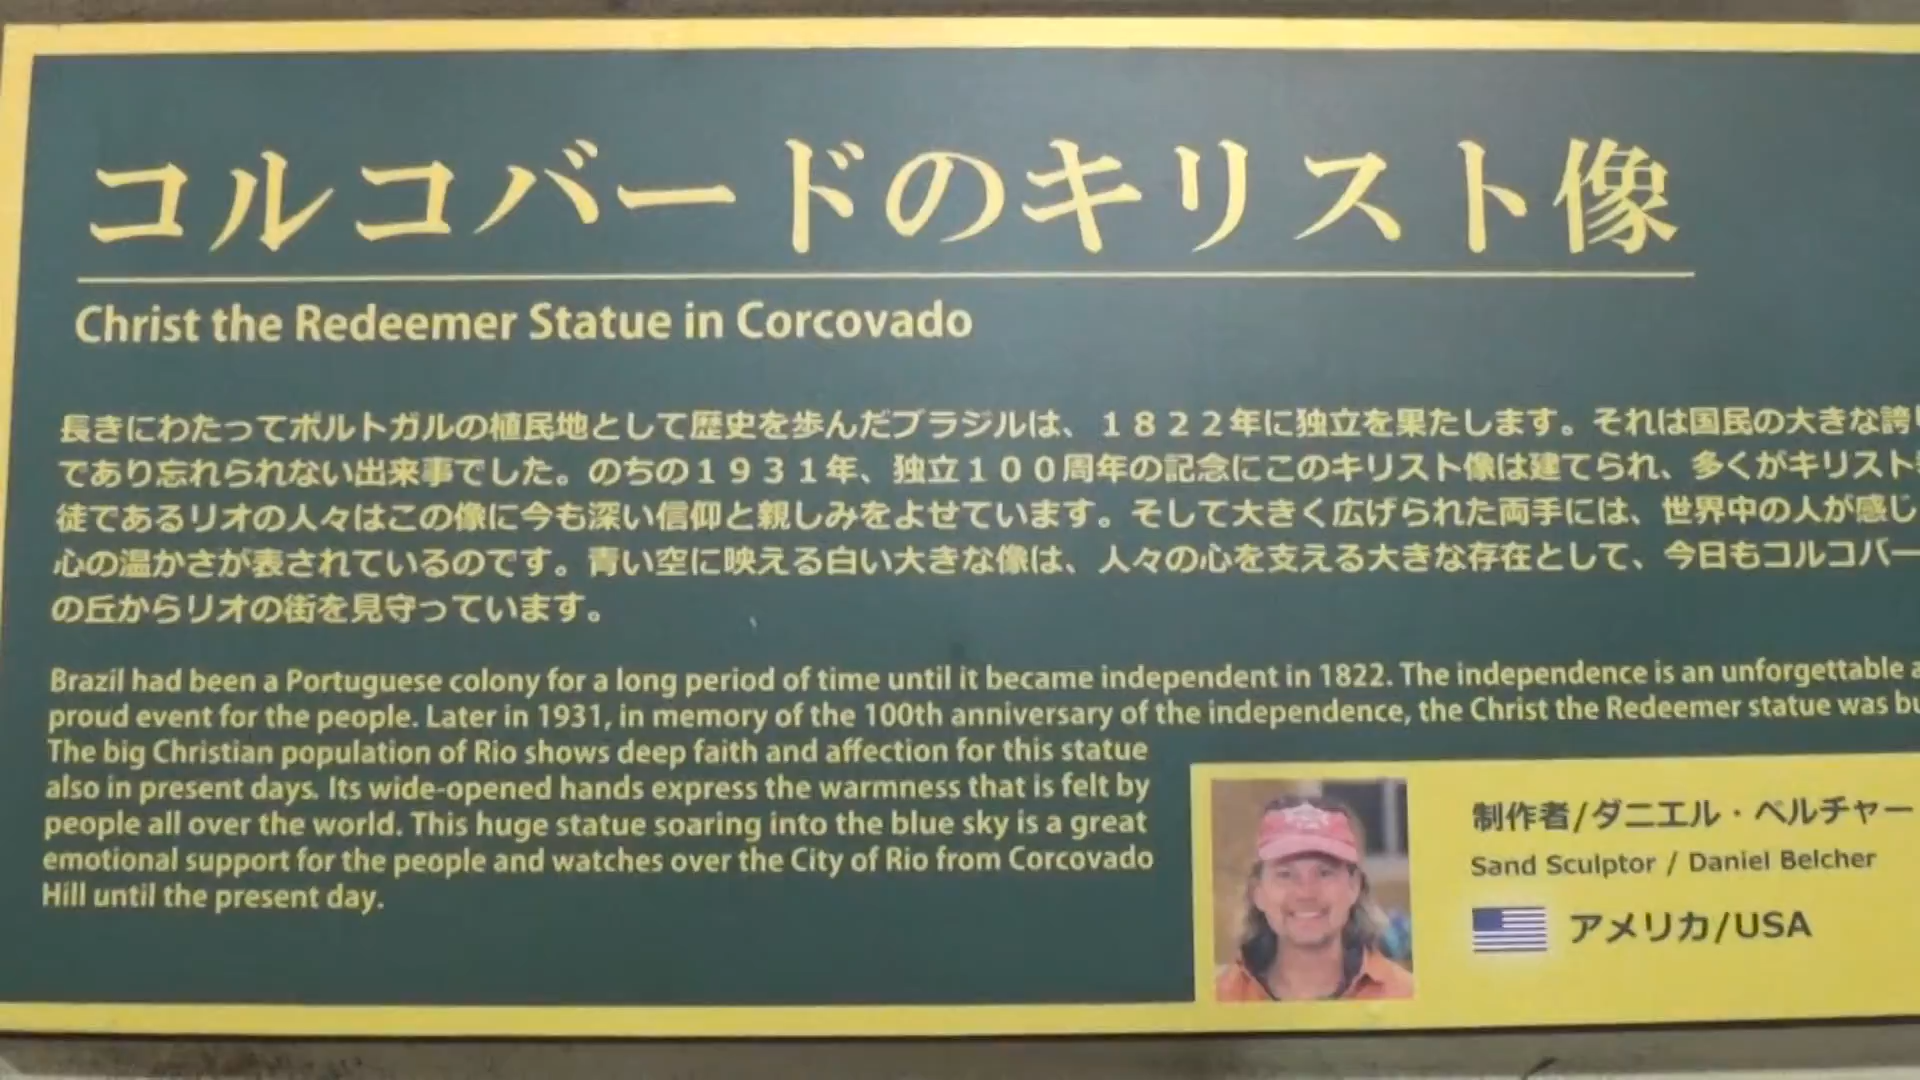 コルコバードのキリスト像
Christ the Redeemer Statue in Corcovado
長きにわたってポルトガルの植民地として歴史を歩んだブラジルは、１８２２年に独立を果たします。それは国民の大きな誇り
であり忘れられない出来事でした。のちの１９３１年、独立１００周年の記念にこのキリスト像は建てられ、多くがキリスト
徒であるリオの人々はこの像に今も深い信仰と親しみをよせています。そして大きく広げられた両手には、世界中の人が感じ
心の温かさが表されているのです。青い空に映える白い大きな像は、人々の心を支える大きな存在として、今日もコルコバー
の丘からリオの街を見守っています。
Brazil had been a Portuguese colony for a long period of time until it became independent in 1822. The independence is an unforgettable
proud event for the people. Later in 1931, in memory of the 100th anniversary of the independence, the Christ the Redeemer statue was
The big Christian population of Rio shows deep faith and affection for this statue
also in present days. Its wide-opened hands express the warmness that is felt by
people all over the world. This huge statue soaring into the blue sky is a great
emotional support for the people and watches over the City of Rio from Corcovado
Hill until the present day.
制作者/ダニエル・ベルチャー
Sand Sculptor / Daniel Belcher
アメリカ/USA